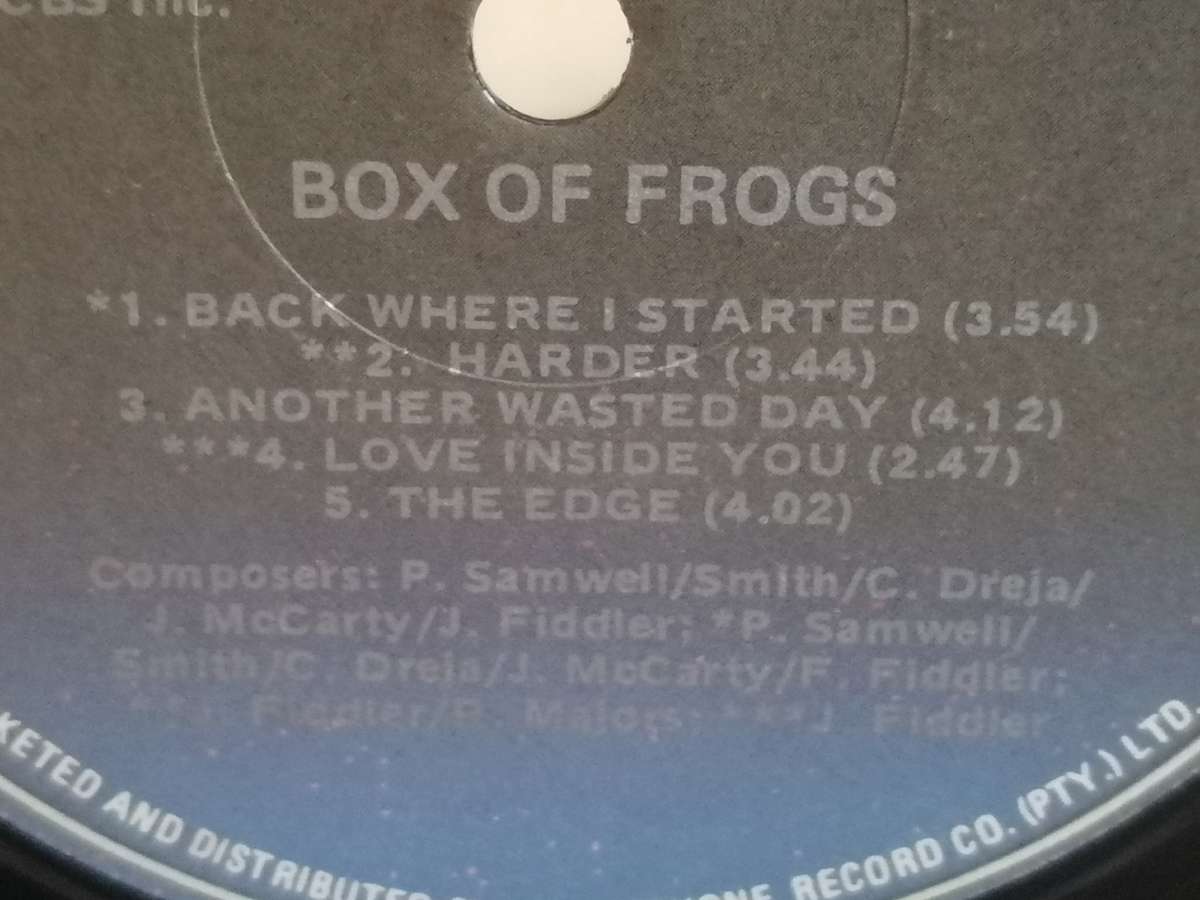 CBS Inc.
BOX OF FROGS
*1. BACK WHERE I STARTED (3.54)
**2. HARDER (3.44)
3. ANOTHER WASTED DAY (4.12)
***4. LOVE INSIDE YOU (2.47)
5. THE EDGE (4.02)
Composers: P. Samwell/Smith/C. Dreja/
J. McCarty/J. Fiddler; *P. Samwell/
Smith/C. Dreja/J. McCarty/F. Fiddler;
**J. Fiddler/B. Majors; ***J. Fiddler
KETED AND DISTRIBUTED RECORD CO. (PTY.) LTD.